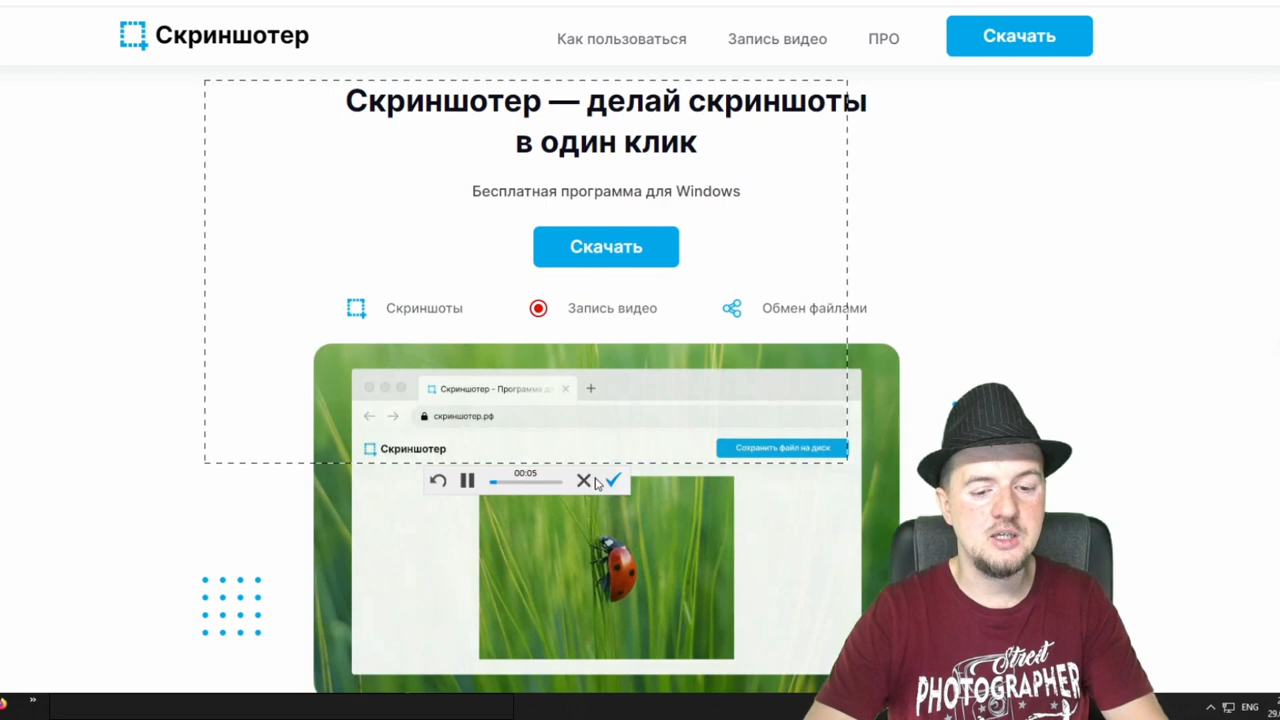 Скриншотер
Как пользоваться
Запись видео
ПРО
Скачать
Скриншотер — делай скриншоты
в один клик
Бесплатная программа для Windows
Скачать
Скриншоты
Запись видео
Обмен файлами
Скриншотер - Программа
скриншотер.рф
Скриншотер
Сохранить файл на диск
00:05
Street
PHOTOGRAPHER
ENG